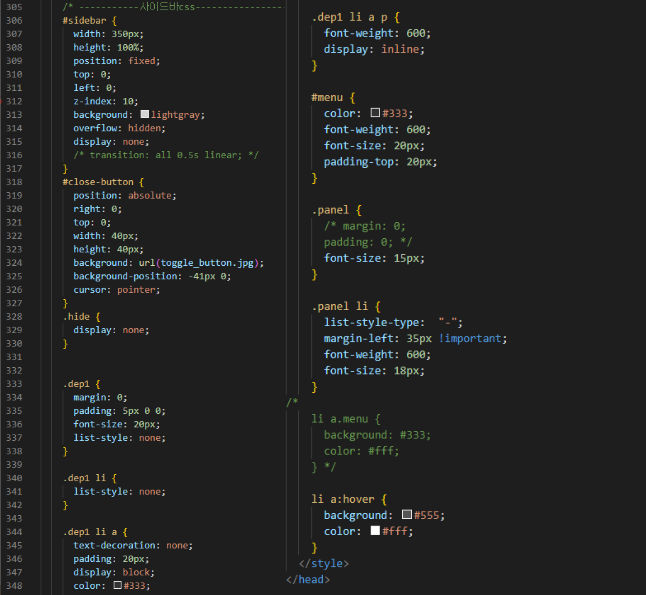 305 /* -----------사이드바css----------------
306 #sidebar {
307 width: 350px;
308 height: 100%;
309 position: fixed;
310 top: 0;
311 left: 0;
312 z-index: 10;
313 background: lightgray;
314 overflow: hidden;
315 display: none;
316 /* transition: all 0.5s linear; */
317 }
318 #close-button {
319 position: absolute;
320 right: 0;
321 top: 0;
322 width: 40px;
323 height: 40px;
324 background: url(toggle_button.jpg);
325 background-position: -41px 0;
326 cursor: pointer;
327 }
328 .hide {
329 display: none;
330 }
331
332
333 .dep1 {
334 margin: 0;
335 padding: 5px 0 0;
336 font-size: 20px;
337 list-style: none;
338 }
339
340 .dep1 li {
341 list-style: none;
342 }
343
344 .dep1 li a {
345 text-decoration: none;
346 padding: 20px;
347 display: block;
348 color: #333;
.dep1 li a p {
font-weight: 600;
display: inline;
}
#menu {
color: #333;
font-weight: 600;
font-size: 20px;
padding-top: 20px;
}
.panel {
/* margin: 0;
padding: 0; */
font-size: 15px;
}
.panel li {
list-style-type: "-";
margin-left: 35px !important;
font-weight: 600;
font-size: 18px;
}
/*
li a.menu {
background: #333;
color: #fff;
} */
li a:hover {
background: #555;
color: #fff;
}
</style>
</head>